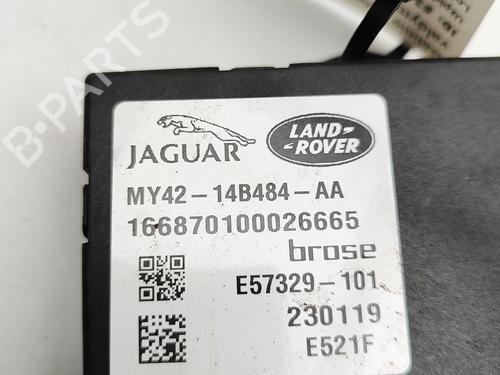 B-PARTS
JAGUAR
LAND-
ROVER
MY42-14B484-AA
166870100026665
brose
E57329-101
230119
E521F